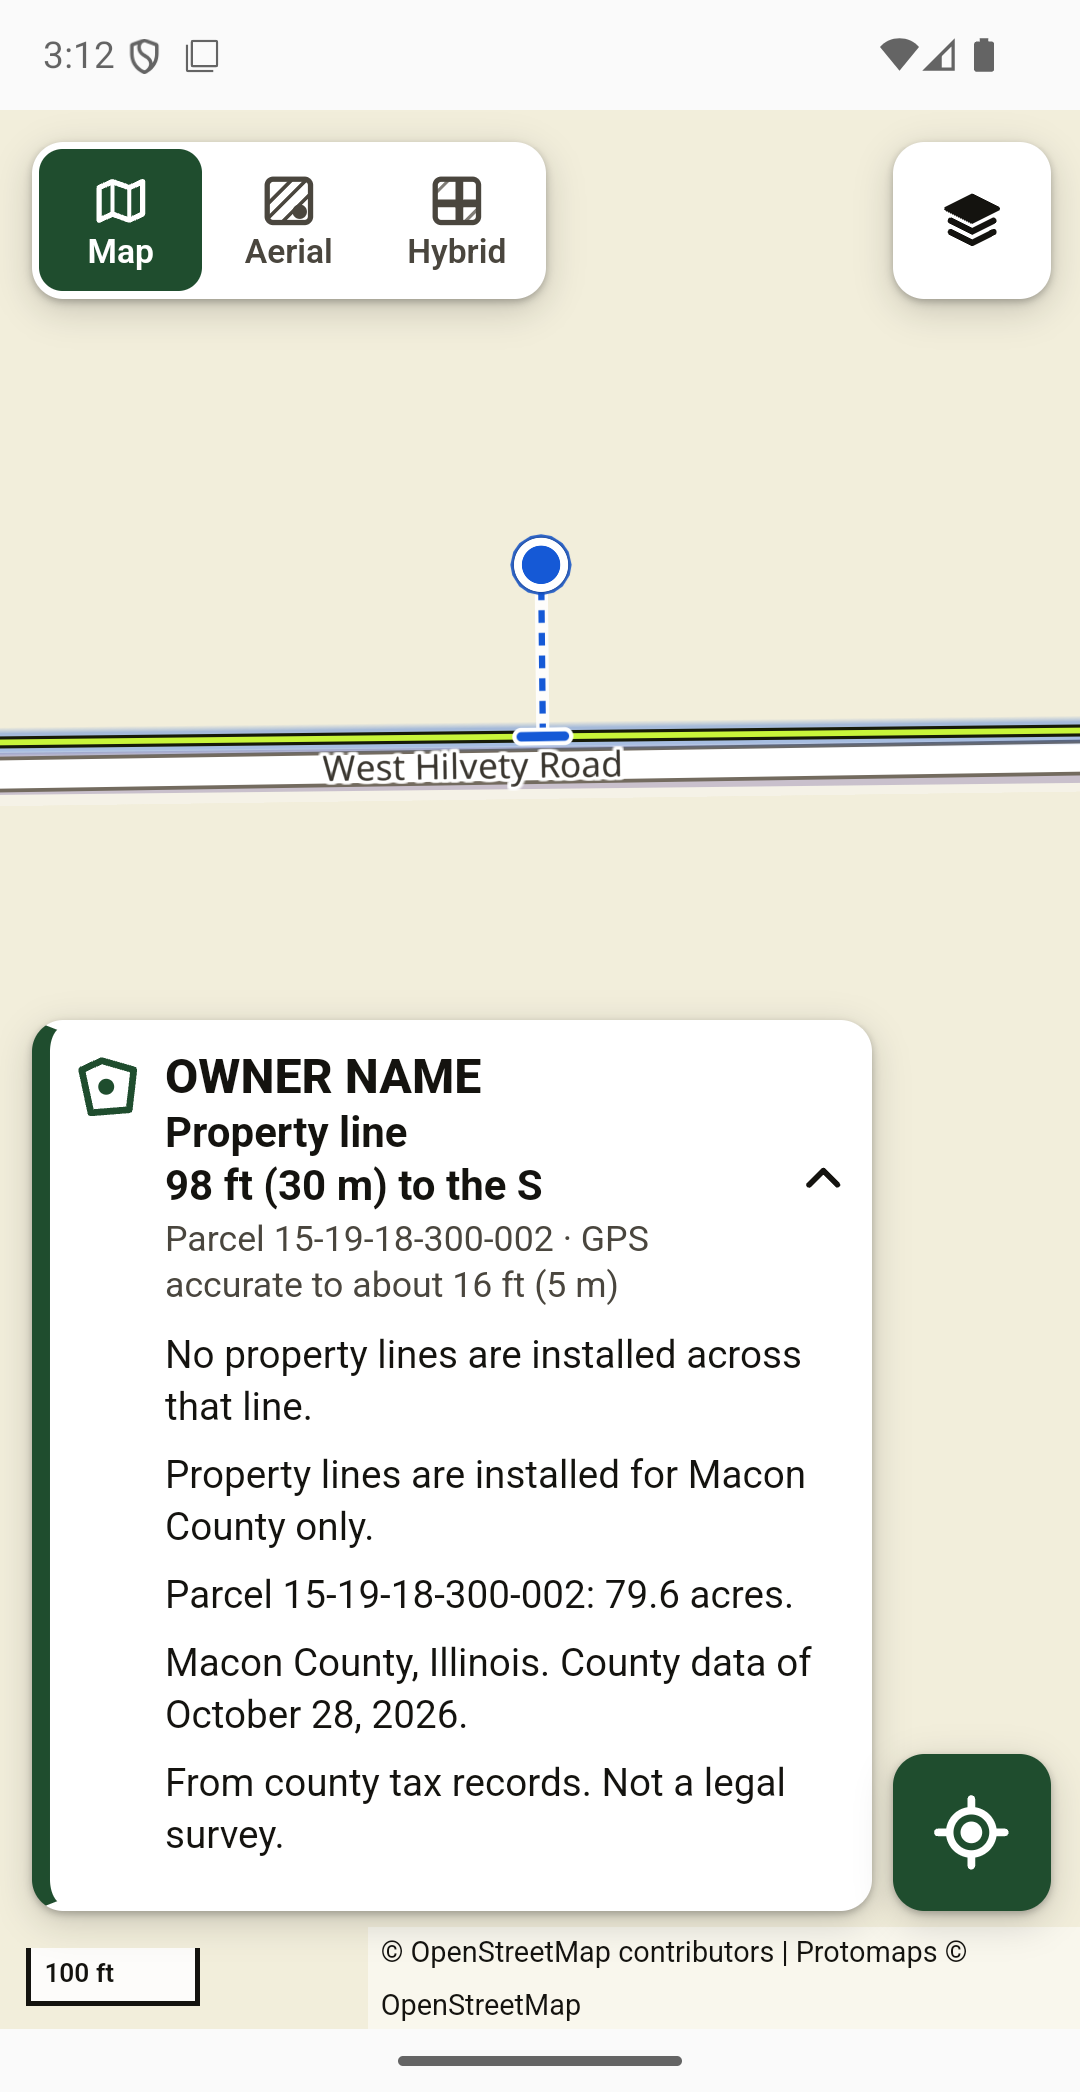 3:12
Map
Aerial
Hybrid
West Hilvety Road
OWNER NAME
Property line
98 ft (30 m) to the S
Parcel 15-19-18-300-002 · GPS
accurate to about 16 ft (5 m)
No property lines are installed across
that line.
Property lines are installed for Macon
County only.
Parcel 15-19-18-300-002: 79.6 acres.
Macon County, Illinois. County data of
October 28, 2026.
From county tax records. Not a legal
survey.
100 ft
© OpenStreetMap contributors | Protomaps ©
OpenStreetMap